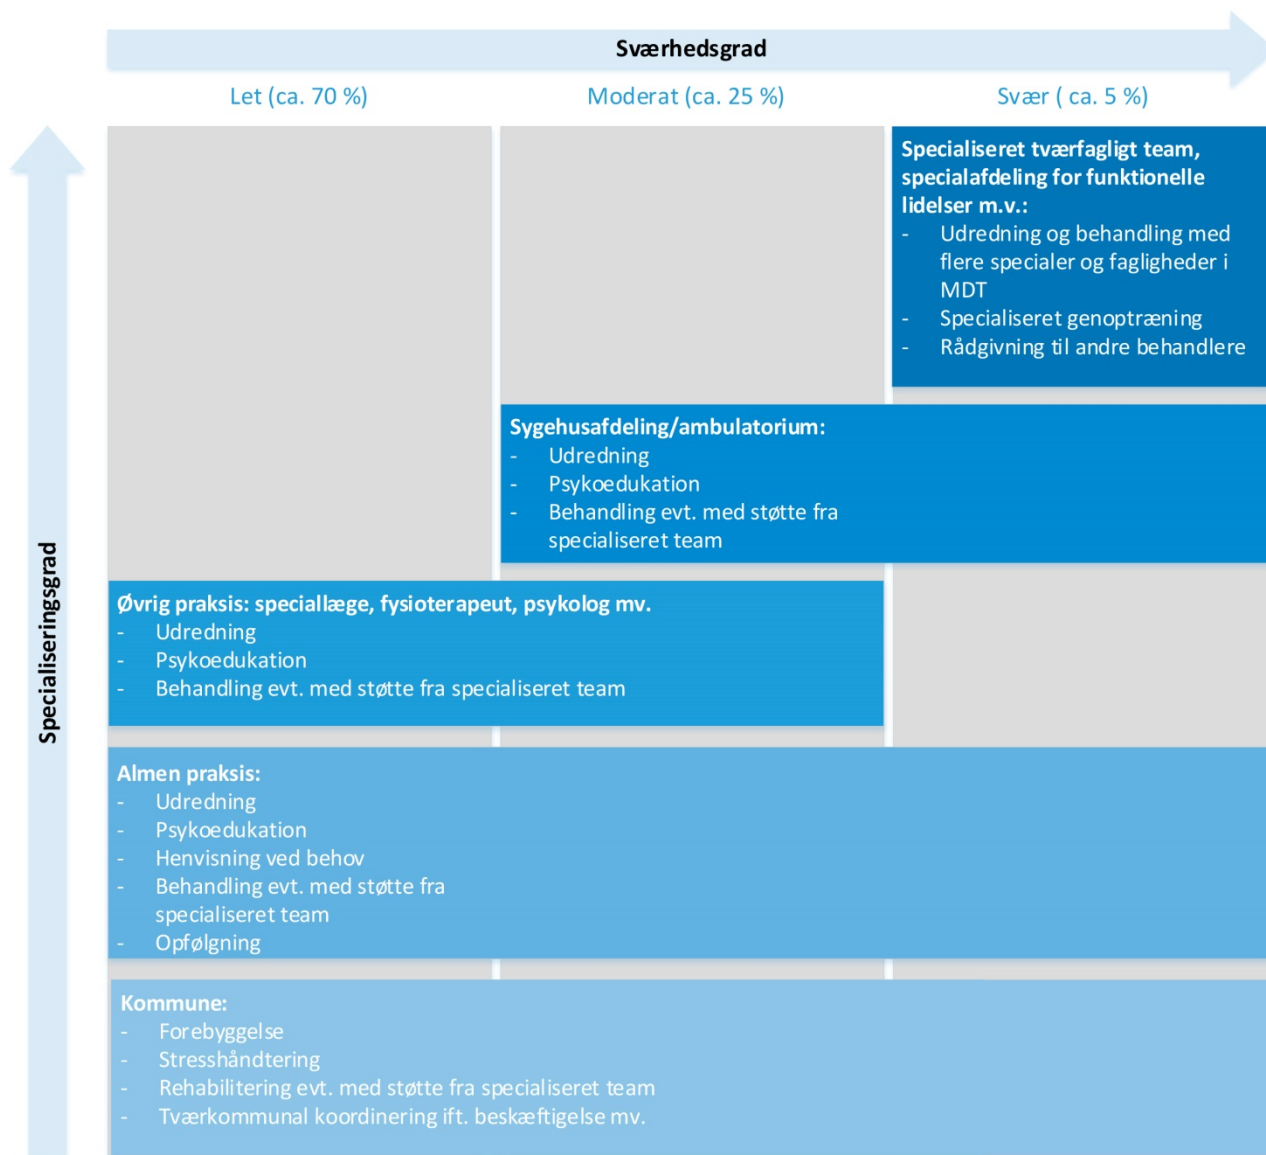 Sværhedsgrad
Let (ca. 70 %)
Moderat (ca. 25 %)
Svær ( ca. 5 %)
Specialiseringsgrad
Specialiseret tværfagligt team,
specialafdeling for funktionelle
lidelser m.v.:
- Udredning og behandling med
flere specialer og fagligheder i
MDT
- Specialiseret genoptræning
- Rådgivning til andre behandlere
Sygehusafdeling/ambulatorium:
- Udredning
- Psykoedukation
- Behandling evt. med støtte fra
specialiseret team
Øvrig praksis: speciallæge, fysioterapeut, psykolog mv.
- Udredning
- Psykoedukation
- Behandling evt. med støtte fra specialiseret team
Almen praksis:
- Udredning
- Psykoedukation
- Henvisning ved behov
- Behandling evt. med støtte fra
specialiseret team
- Opfølgning
Kommune:
- Forebyggelse
- Stresshåndtering
- Rehabilitering evt. med støtte fra specialiseret team
- Tværkommunal koordinering ift. beskæftigelse mv.